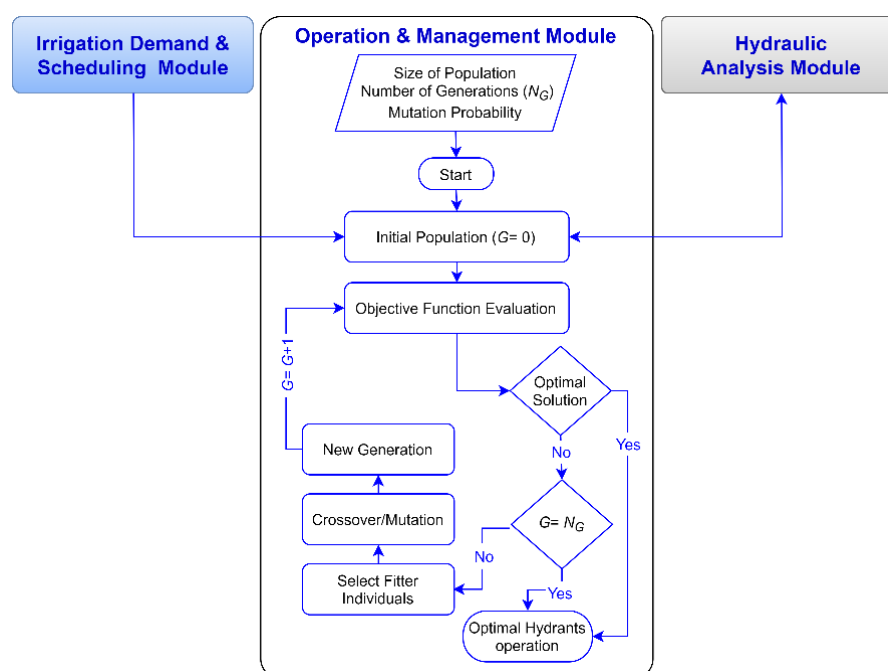 Irrigation Demand &
Scheduling Module
Operation & Management Module
Hydraulic
Analysis Module
Size of Population
Number of Generations (NG)
Mutation Probability
Start
Initial Population (G= 0)
Objective Function Evaluation
G= G+1
Optimal
Solution
Yes
No
New Generation
G= NG
Crossover/Mutation
No
Select Fitter
Individuals
Yes
Optimal Hydrants
operation